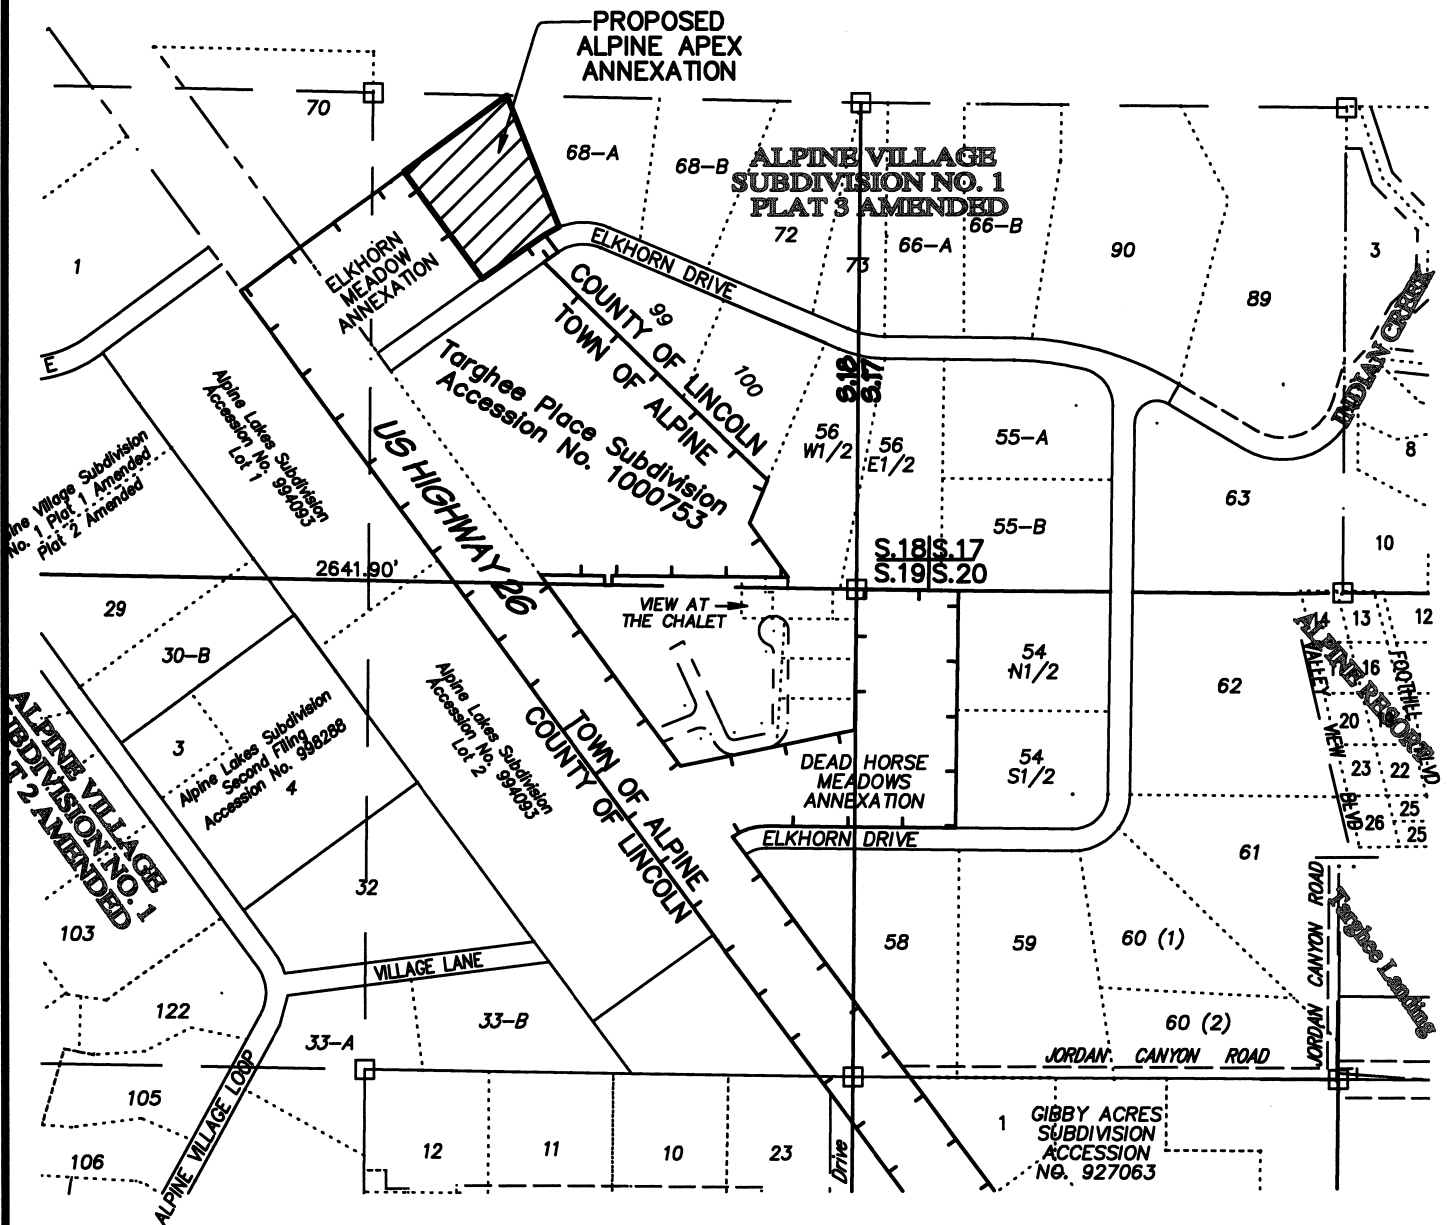 PROPOSED
ALPINE APEX
ANNEXATION
70
68-A
68-B
ALPINE VILLAGE
SUBDIVISION NO. 1
PLAT 3 AMENDED
72
73
66-A
66-B
90
89
3
1
E
ELKHORN
MEADOW
ANNEXATION
ELKHORN DRIVE
COUNTY OF LINCOLN
TOWN OF ALPINE
99
100
Targhee Place Subdivision
Accession No. 1000753
S.18
S.17
INDIAN CREEK
56
W1/2
56
E1/2
55-A
55-B
63
8
10
Alpine Lakes Subdivision
Accession No. 994093
Lot 1
US HIGHWAY 26
pine Village Subdivision
No. 1 Plat 1 Amended
Plat 2 Amended
2641.90'
S.18 S.17
S.19 S.20
VIEW AT
THE CHALET
29
30-B
3
Alpine Lakes Subdivision
Second Filing
Accession No. 998288
4
Alpine Lakes Subdivision
Accession No. 994093
Lot 2
TOWN OF ALPINE
COUNTY OF LINCOLN
54
N1/2
54
S1/2
62
14
13
12
16
20
23
22
25
26
25
ALPINE RESORT
VALLEY VIEW BLVD
FOOTHILL BLVD
DEAD HORSE
MEADOWS
ANNEXATION
ELKHORN DRIVE
61
ALPINE VILLAGE
SUBDIVISION NO. 1
T 2 AMENDED
32
103
58
59
60 (1)
60 (2)
JORDAN CANYON ROAD
Targhee Landing
VILLAGE LANE
122
33-A
33-B
JORDAN CANYON ROAD
ALPINE VILLAGE LOOP
105
106
12
11
10
23
Drive
1
GIBBY ACRES
SUBDIVISION
ACCESSION
NO. 927063